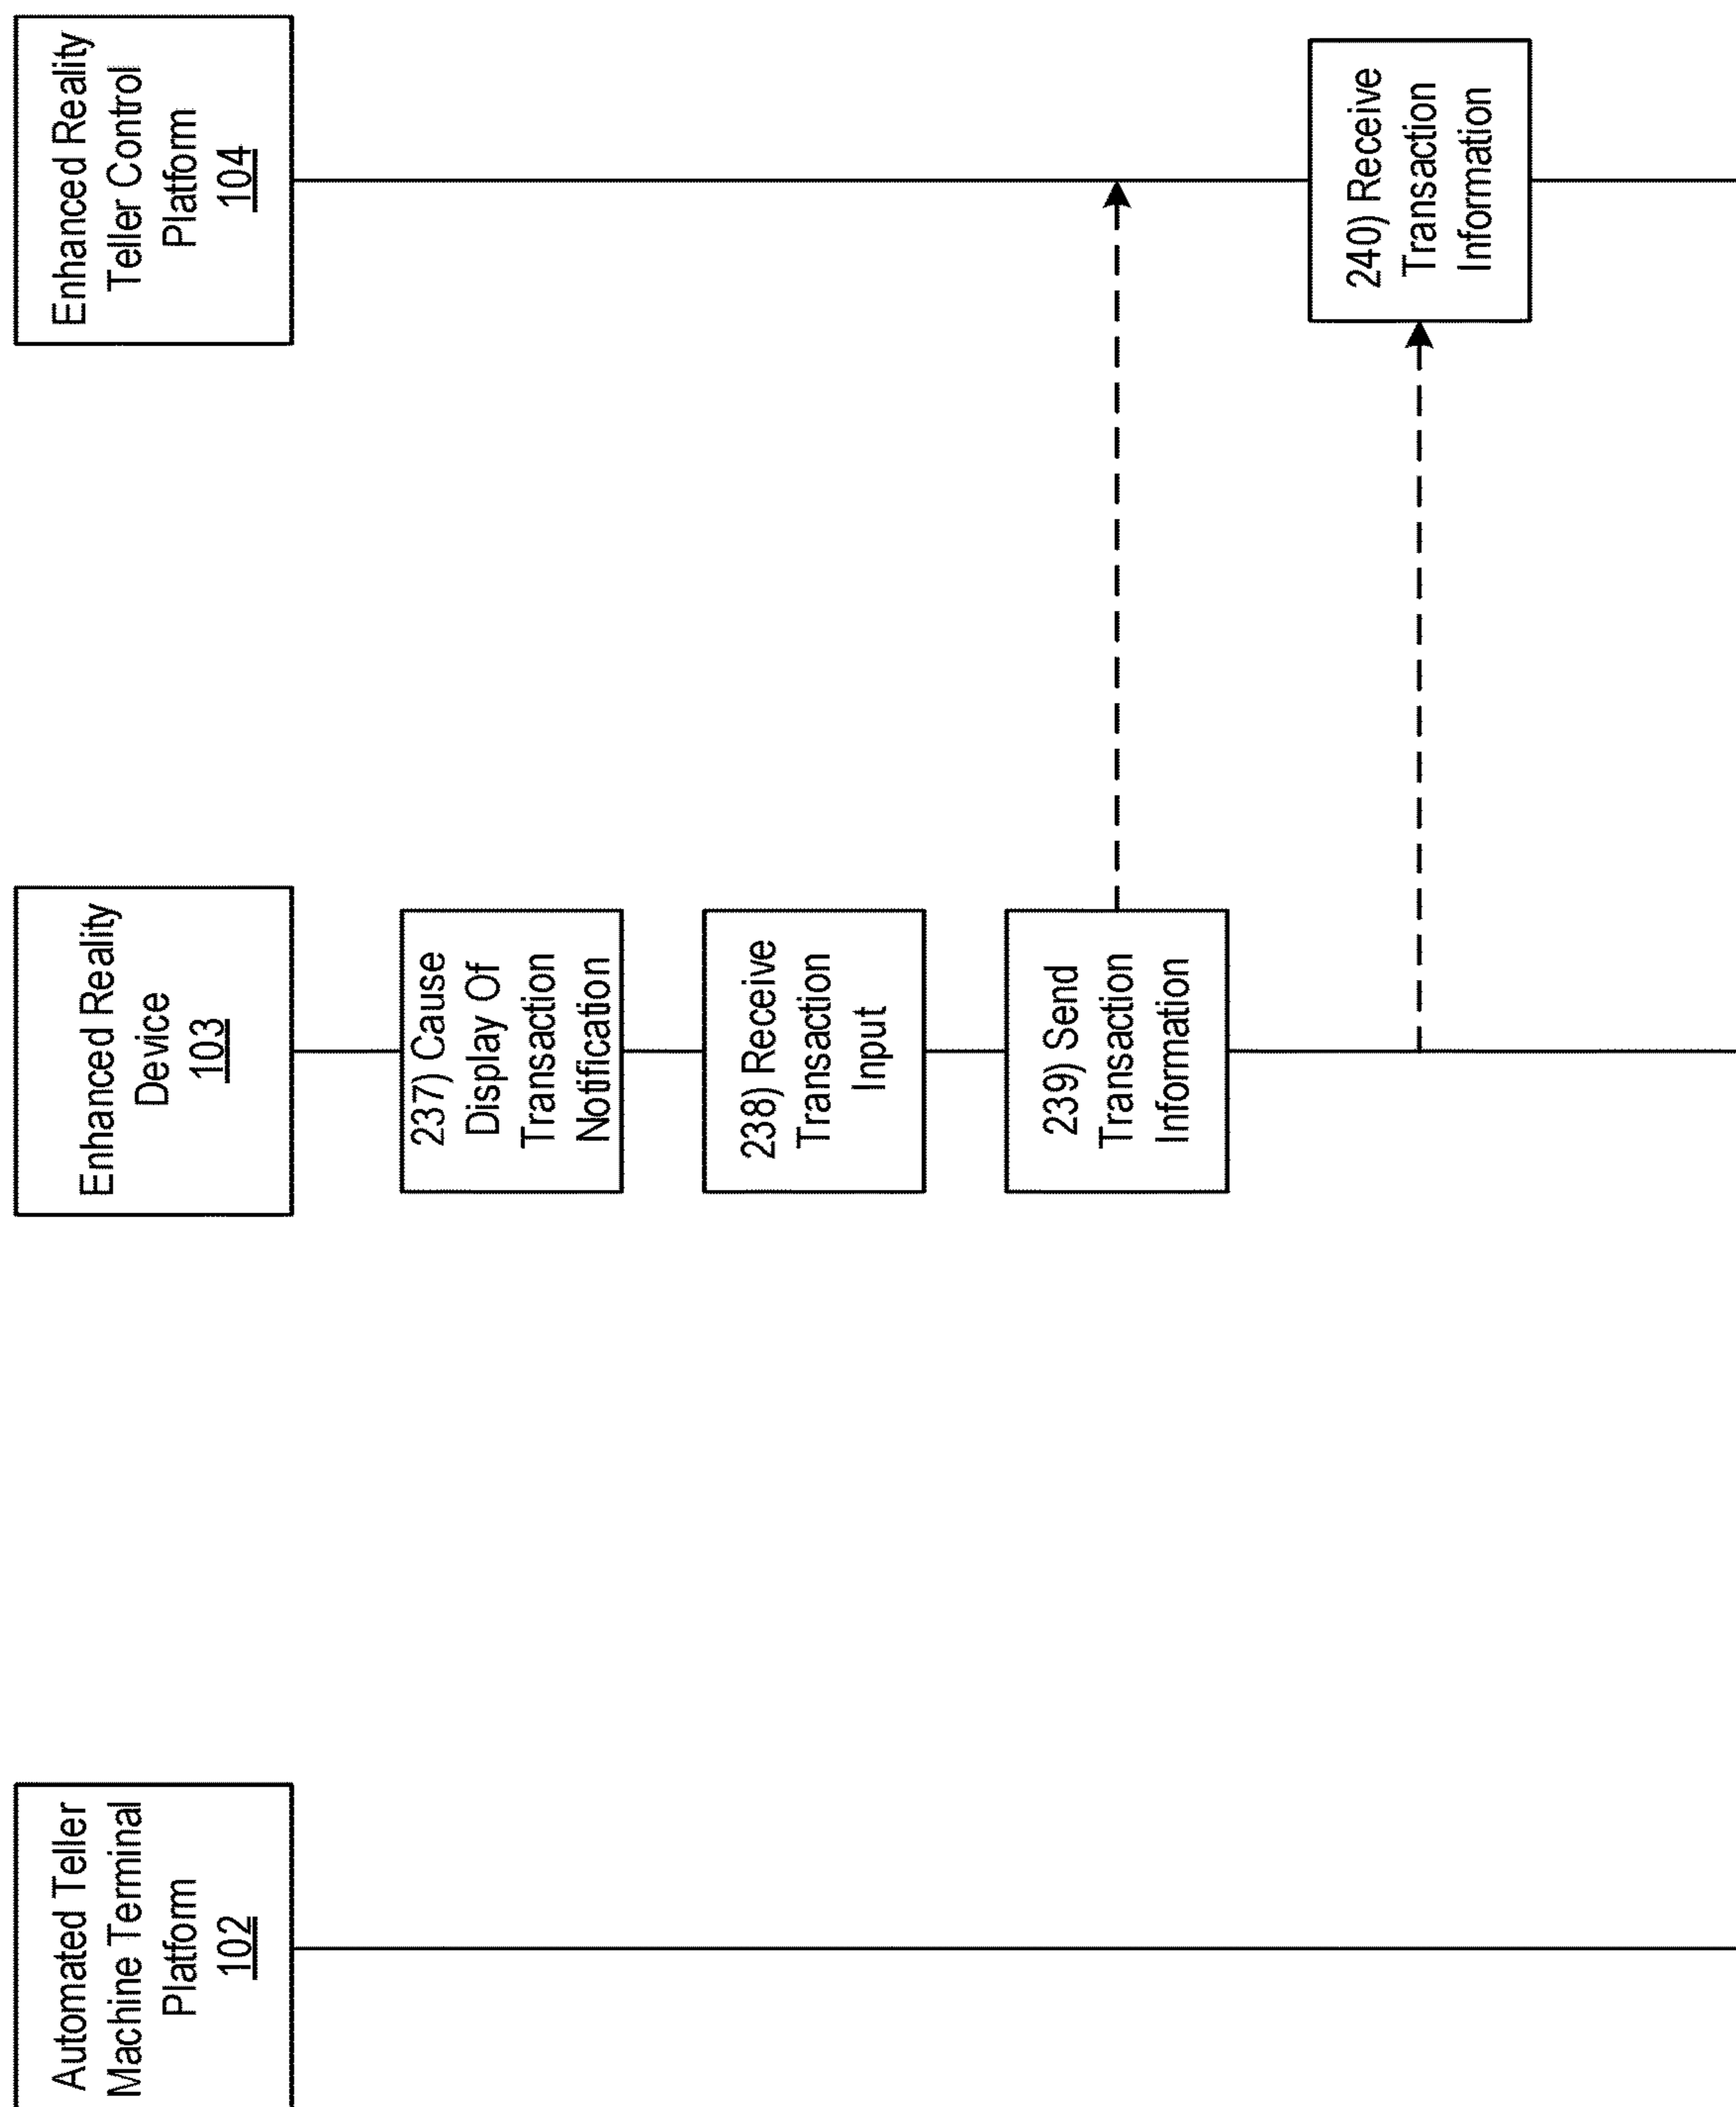 Automated Teller
Machine Terminal
Platform
102
Enhanced Reality
Device
103
Enhanced Reality
Teller Control
Platform
104
237) Cause
Display Of
Transaction
Notification
238) Receive
Transaction
Input
239) Send
Transaction
Information
240) Receive
Transaction
Information